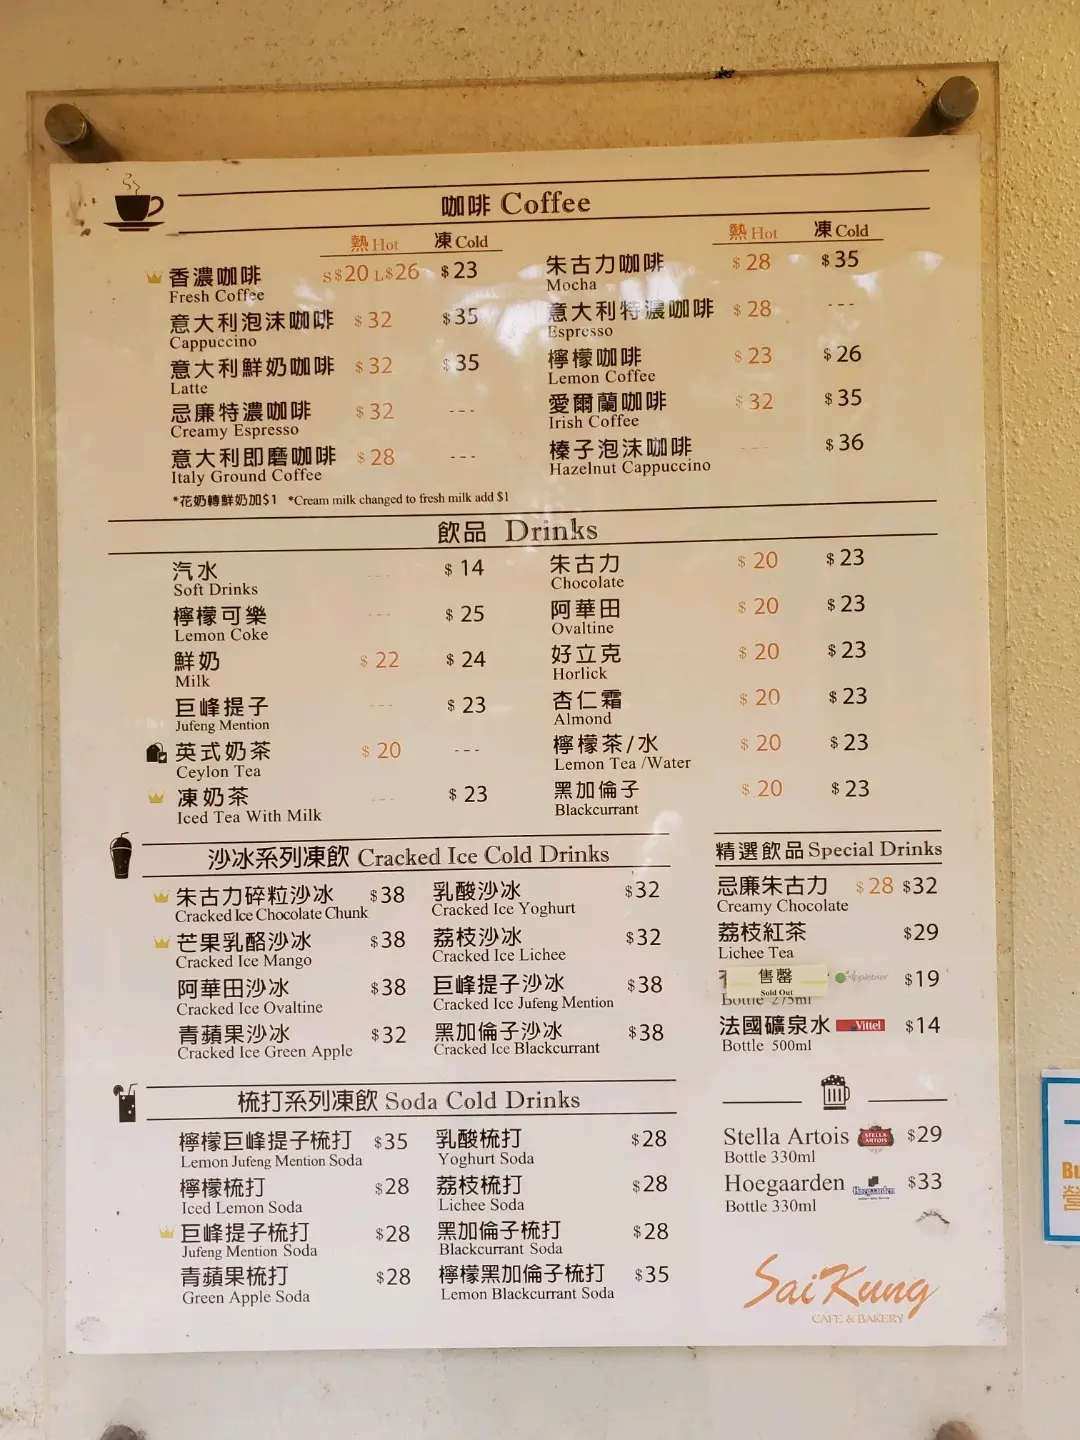 咖啡 Coffee
熱 Hot 凍 Cold
香濃咖啡 S$20 L$26 $23
Fresh Coffee
意大利泡沫咖啡 $32 $35
Cappuccino
意大利鮮奶咖啡 $32 $35
Latte
忌廉特濃咖啡 $32 ---
Creamy Espresso
意大利即磨咖啡 $28 ---
Italy Ground Coffee
*花奶轉鮮奶加$1 *Cream milk changed to fresh milk add $1
熱 Hot 凍 Cold
朱古力咖啡 $28 $35
Mocha
意大利特濃咖啡 $28 ---
Espresso
檸檬咖啡 $23 $26
Lemon Coffee
愛爾蘭咖啡 $32 $35
Irish Coffee
榛子泡沫咖啡 --- $36
Hazelnut Cappuccino
飲品 Drinks
汽水 --- $14
Soft Drinks
檸檬可樂 --- $25
Lemon Coke
鮮奶 $22 $24
Milk
巨峰提子 --- $23
Jufeng Mention
英式奶茶 $20 ---
Ceylon Tea
凍奶茶 --- $23
Iced Tea With Milk
朱古力 $20 $23
Chocolate
阿華田 $20 $23
Ovaltine
好立克 $20 $23
Horlick
杏仁霜 $20 $23
Almond
檸檬茶/水 $20 $23
Lemon Tea /Water
黑加倫子 $20 $23
Blackcurrant
沙冰系列凍飲 Cracked Ice Cold Drinks
朱古力碎粒沙冰 $38
Cracked Ice Chocolate Chunk
芒果乳酪沙冰 $38
Cracked Ice Mango
阿華田沙冰 $38
Cracked Ice Ovaltine
青蘋果沙冰 $32
Cracked Ice Green Apple
乳酸沙冰 $32
Cracked Ice Yoghurt
荔枝沙冰 $32
Cracked Ice Lichee
巨峰提子沙冰 $38
Cracked Ice Jufeng Mention
黑加倫子沙冰 $38
Cracked Ice Blackcurrant
精選飲品 Special Drinks
忌廉朱古力 $28 $32
Creamy Chocolate
荔枝紅茶 $29
Lichee Tea
售罄 Appletiser $19
Sold Out
Bottle 275ml
法國礦泉水 Vittel $14
Bottle 500ml
梳打系列凍飲 Soda Cold Drinks
檸檬巨峰提子梳打 $35
Lemon Jufeng Mention Soda
檸檬梳打 $28
Iced Lemon Soda
巨峰提子梳打 $28
Jufeng Mention Soda
青蘋果梳打 $28
Green Apple Soda
乳酸梳打 $28
Yoghurt Soda
荔枝梳打 $28
Lichee Soda
黑加倫子梳打 $28
Blackcurrant Soda
檸檬黑加倫子梳打 $35
Lemon Blackcurrant Soda
Stella Artois STELLA ARTOIS $29
Bottle 330ml
Hoegaarden Hoegaarden $33
Bottle 330ml
Sai Kung
CAFE & BAKERY